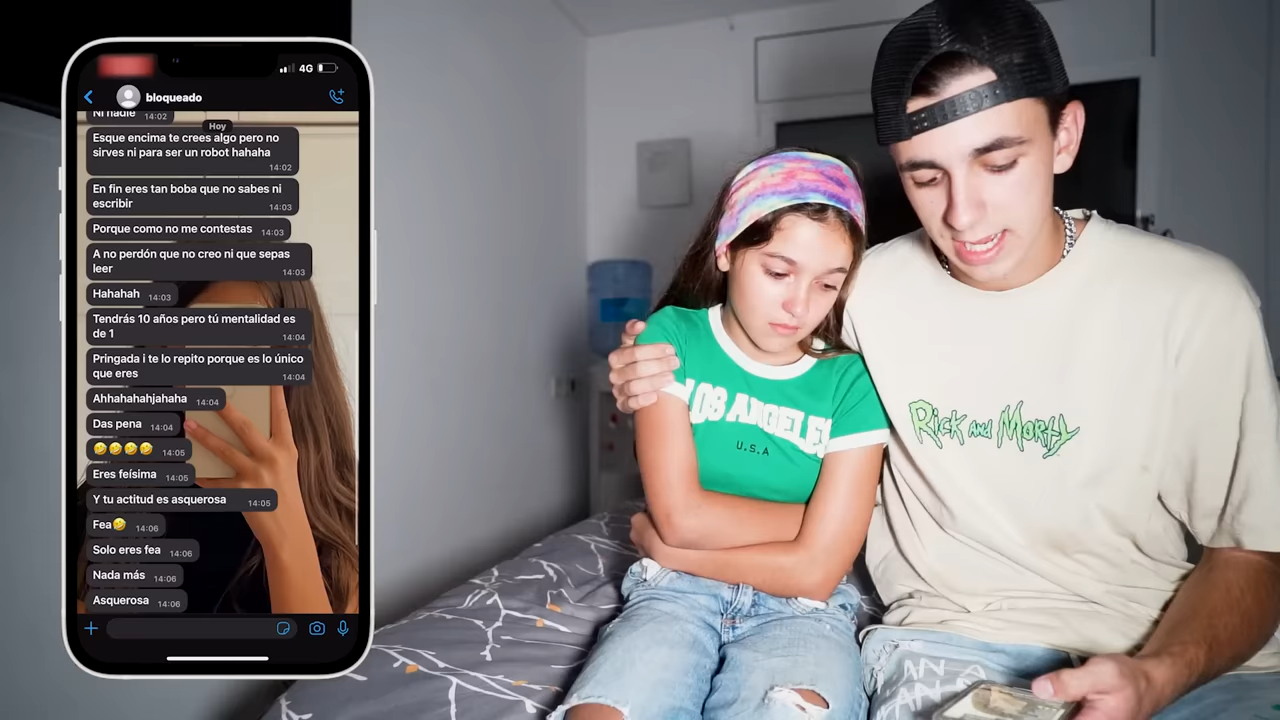 4G
bloqueado
Ni nadie 14:02
Hoy
Esque encima te crees algo pero no
sirves ni para ser un robot hahaha
14:02
En fin eres tan boba que no sabes ni
escribir 14:03
Porque como no me contestas 14:03
A no perdón que no creo ni que sepas
leer 14:03
Hahahah 14:03
Tendrás 10 años pero tú mentalidad es
de 1 14:04
Pringada i te lo repito porque es lo único
que eres 14:04
Ahhahahahjahaha 14:04
Das pena 14:04
🤣🤣🤣🤣 14:05
Eres feísima 14:05
Y tu actitud es asquerosa 14:05
Fea🤣 14:06
Solo eres fea 14:06
Nada más 14:06
Asquerosa 14:06
LOS ANGELES
U.S.A
Rick and Morty